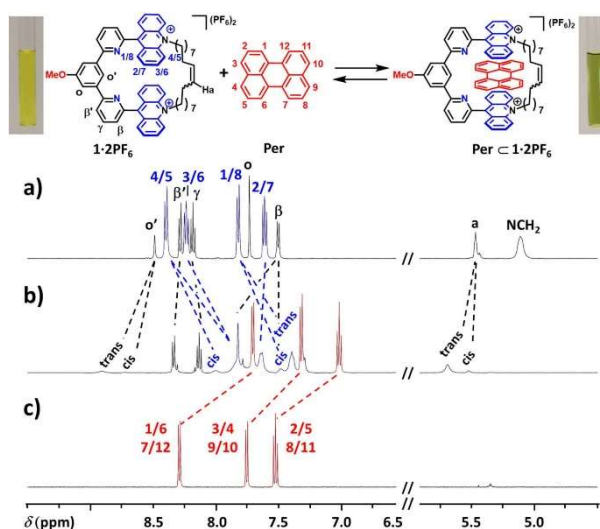 (PF₆)₂
(PF₆)₂
N N⁺ 7
1/8 4/5
2/7 3/6
MeO o' o Ha
β' γ β N N⁺ 7
1·2PF₆
+
1 12 2 11 3 10 4 9 5 8 6 7
Per
MeO N N⁺ 7
N N⁺ 7
Per ⊂ 1·2PF₆
a)
o' 4/5 β' 3/6 γ 1/8 o 2/7 β a NCH₂
b)
trans cis cis cis trans trans cis
c)
1/6 3/4 2/5
7/12 9/10 8/11
δ (ppm) 8.5 8.0 7.5 7.0 6.5 5.5 5.0